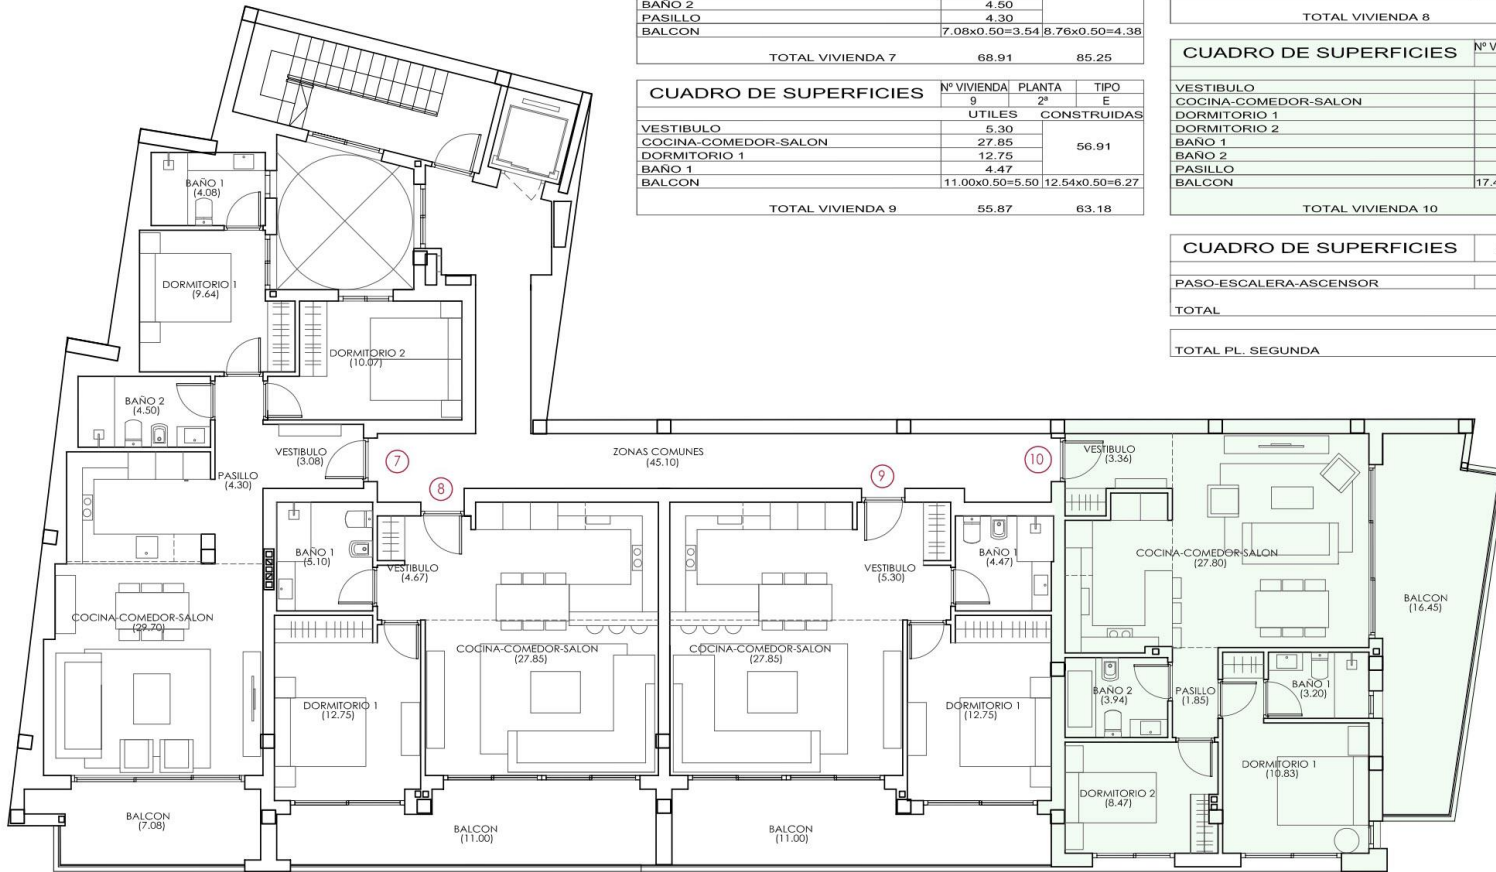 BAÑO 2 4.50
PASILLO 4.30
BALCON 7.08x0.50=3.54 8.76x0.50=4.38
TOTAL VIVIENDA 7 68.91 85.25
TOTAL VIVIENDA 8
CUADRO DE SUPERFICIES Nº VIVIENDA PLANTA TIPO
9 2ª E
UTILES CONSTRUIDAS
VESTIBULO 5.30
COCINA-COMEDOR-SALON 27.85
56.91
DORMITORIO 1 12.75
BAÑO 1 4.47
BALCON 11.00x0.50=5.50 12.54x0.50=6.27
TOTAL VIVIENDA 9 55.87 63.18
CUADRO DE SUPERFICIES Nº V
VESTIBULO
COCINA-COMEDOR-SALON
DORMITORIO 1
DORMITORIO 2
BAÑO 1
BAÑO 2
PASILLO
BALCON 17.4
TOTAL VIVIENDA 10
CUADRO DE SUPERFICIES
PASO-ESCALERA-ASCENSOR
TOTAL
TOTAL PL. SEGUNDA
BAÑO 1
(4.08)
DORMITORIO 1
(9.64)
DORMITORIO 2
(10.07)
BAÑO 2
(4.50)
VESTIBULO
(3.08)
PASILLO
(4.30)
7
8
ZONAS COMUNES
(45.10)
9
10
VESTIBULO
(3.36)
BAÑO 1
(5.10)
VESTIBULO
(4.67)
VESTIBULO
(5.30)
BAÑO 1
(4.47)
COCINA-COMEDOR-SALON
(27.80)
BALCON
(16.45)
COCINA-COMEDOR-SALON
(29.70)
COCINA-COMEDOR-SALON
(27.85)
COCINA-COMEDOR-SALON
(27.85)
DORMITORIO 1
(12.75)
DORMITORIO 1
(12.75)
BAÑO 2
(3.94)
PASILLO
(1.85)
BAÑO 1
(3.20)
DORMITORIO 1
(10.83)
DORMITORIO 2
(8.47)
BALCON
(7.08)
BALCON
(11.00)
BALCON
(11.00)